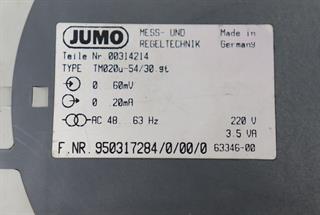 JUMO MESS- UND REGELTECHNIK Made in Germany
Teile Nr. 00314214
TYPE TM020u-54/30.gt
0 60mV
0..20mA
AC 48.. 63 Hz 220 V
3.5 VA
F.NR. 950317284/0/00/0 63346-00